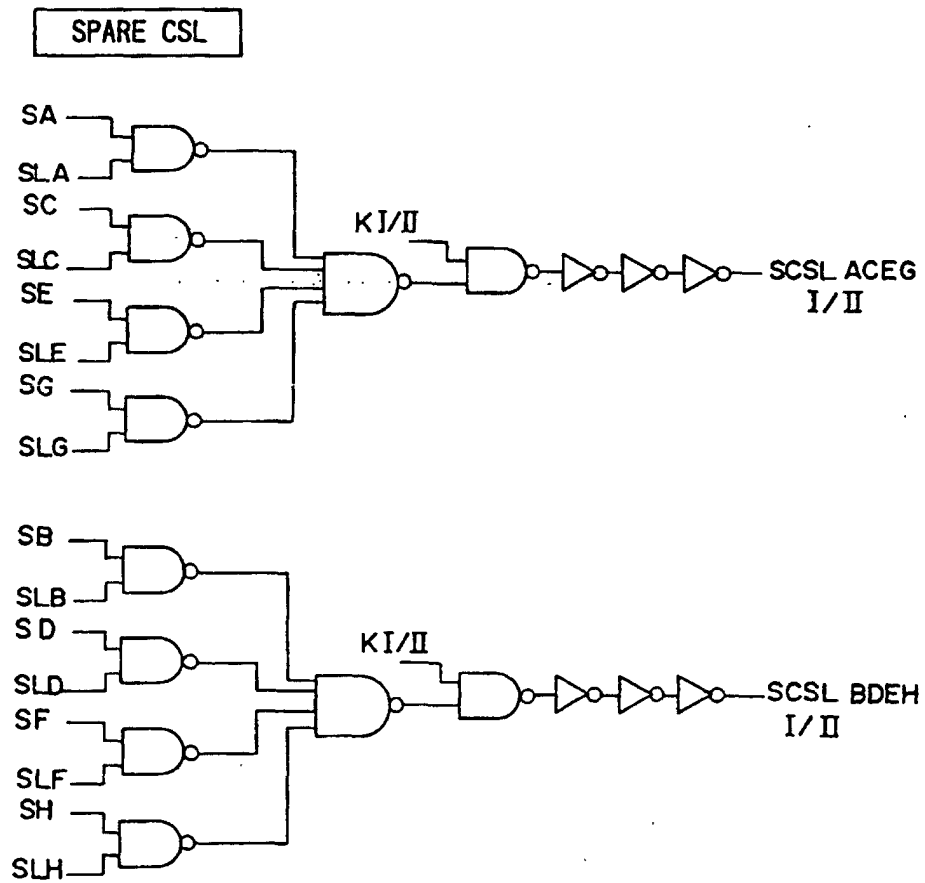 SPARE CSL
SA
SLA
SC
SLC
SE
SLE
SG
SLG
KI/II
SCSL ACEG
I/II
SB
SLB
SD
SLD
SF
SLF
SH
SLH
KI/II
SCSL BDEH
I/II